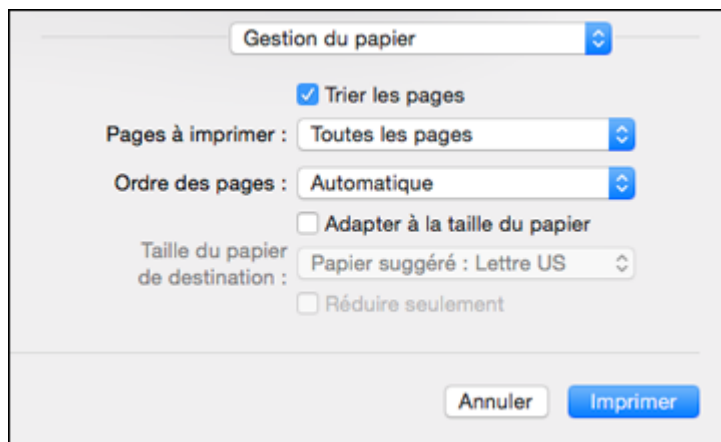 Gestion du papier
Trier les pages
Pages à imprimer : Toutes les pages
Ordre des pages : Automatique
Adapter à la taille du papier
Taille du papier
de destination : Papier suggéré : Lettre US
Réduire seulement
Annuler Imprimer